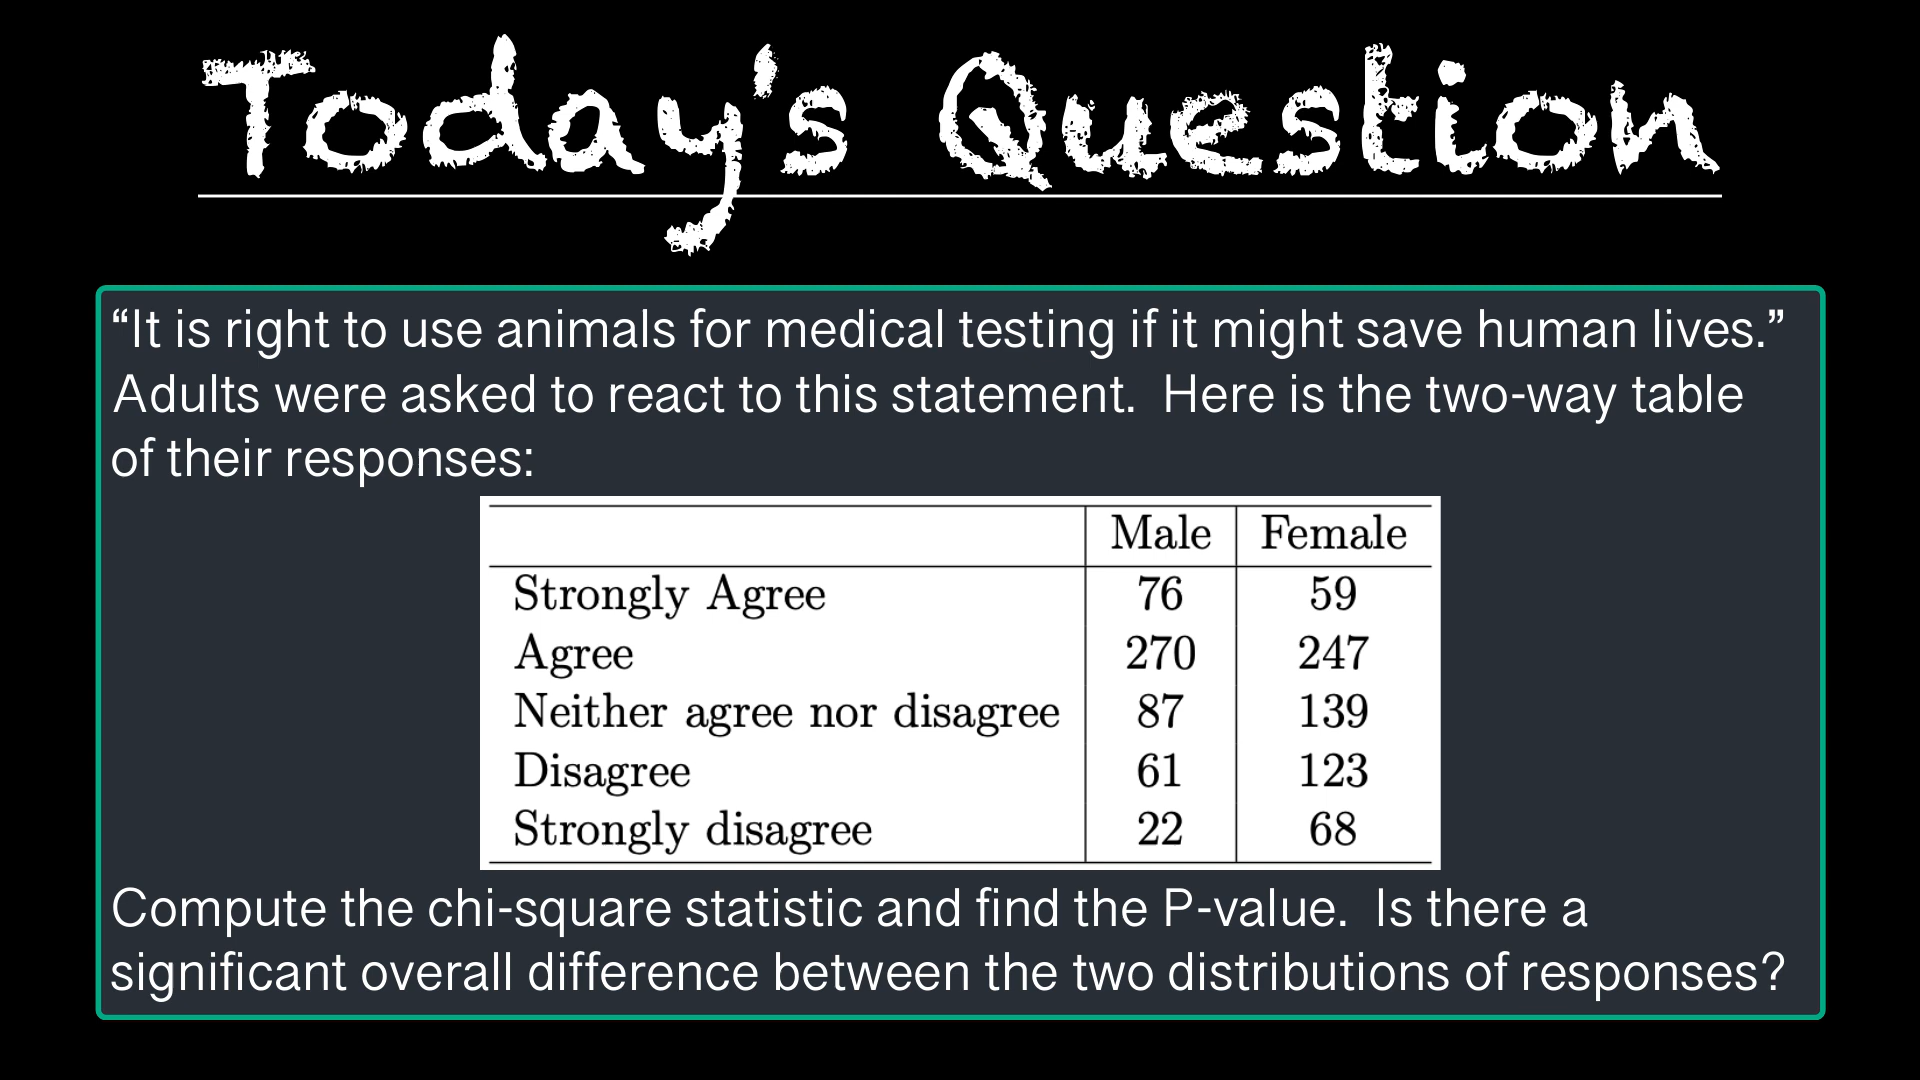 Today's Question
“It is right to use animals for medical testing if it might save human lives.”
Adults were asked to react to this statement.  Here is the two-way table
of their responses:
Male Female
Strongly Agree 76 59
Agree 270 247
Neither agree nor disagree 87 139
Disagree 61 123
Strongly disagree 22 68
Compute the chi-square statistic and find the P-value.  Is there a
significant overall difference between the two distributions of responses?